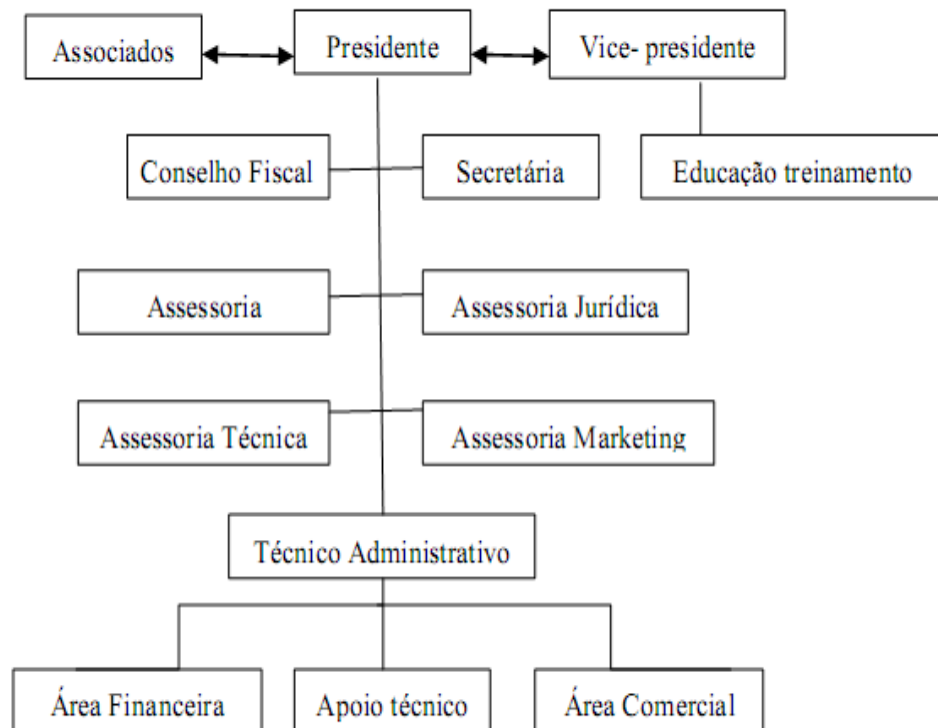 Associados
Presidente
Vice- presidente
Conselho Fiscal
Secretária
Educação treinamento
Assessoria
Assessoria Jurídica
Assessoria Técnica
Assessoria Marketing
Técnico Administrativo
Área Financeira
Apoio técnico
Área Comercial